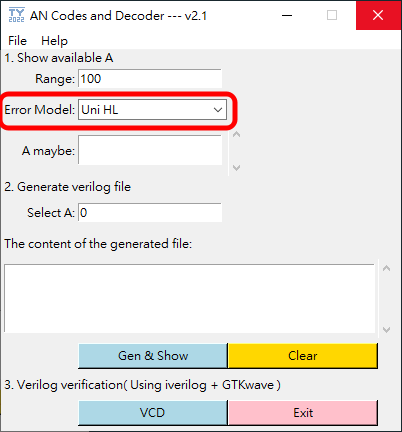 TY
2022
AN Codes and Decoder --- v2.1
File Help
1. Show available A
Range: 100
Error Model: Uni HL
A maybe:
2. Generate verilog file
Select A: 0
The content of the generated file:
Gen & Show Clear
3. Verilog verification( Using iverilog + GTKwave )
VCD Exit